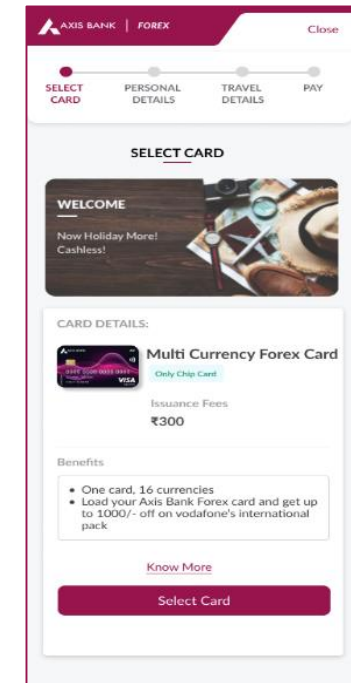 AXIS BANK | FOREX
Close
SELECT CARD
PERSONAL DETAILS
TRAVEL DETAILS
PAY
SELECT CARD
WELCOME
Now Holiday More!
Cashless!
CARD DETAILS:
Multi Currency Forex Card
Only Chip Card
VISA
Issuance Fees
₹300
Benefits
• One card, 16 currencies
• Load your Axis Bank Forex card and get up
to 1000/- off on vodafone's international
pack
Know More
Select Card